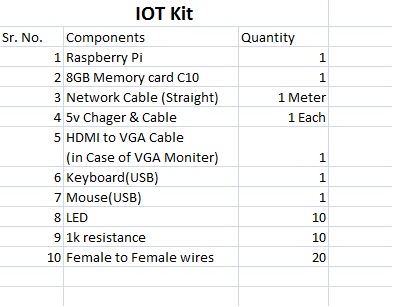 IOT Kit
Sr. No. Components Quantity
1 Raspberry Pi 1
2 8GB Memory card C10 1
3 Network Cable (Straight) 1 Meter
4 5v Chager & Cable 1 Each
5 HDMI to VGA Cable
(in Case of VGA Moniter) 1
6 Keyboard(USB) 1
7 Mouse(USB) 1
8 LED 10
9 1k resistance 10
10 Female to Female wires 20